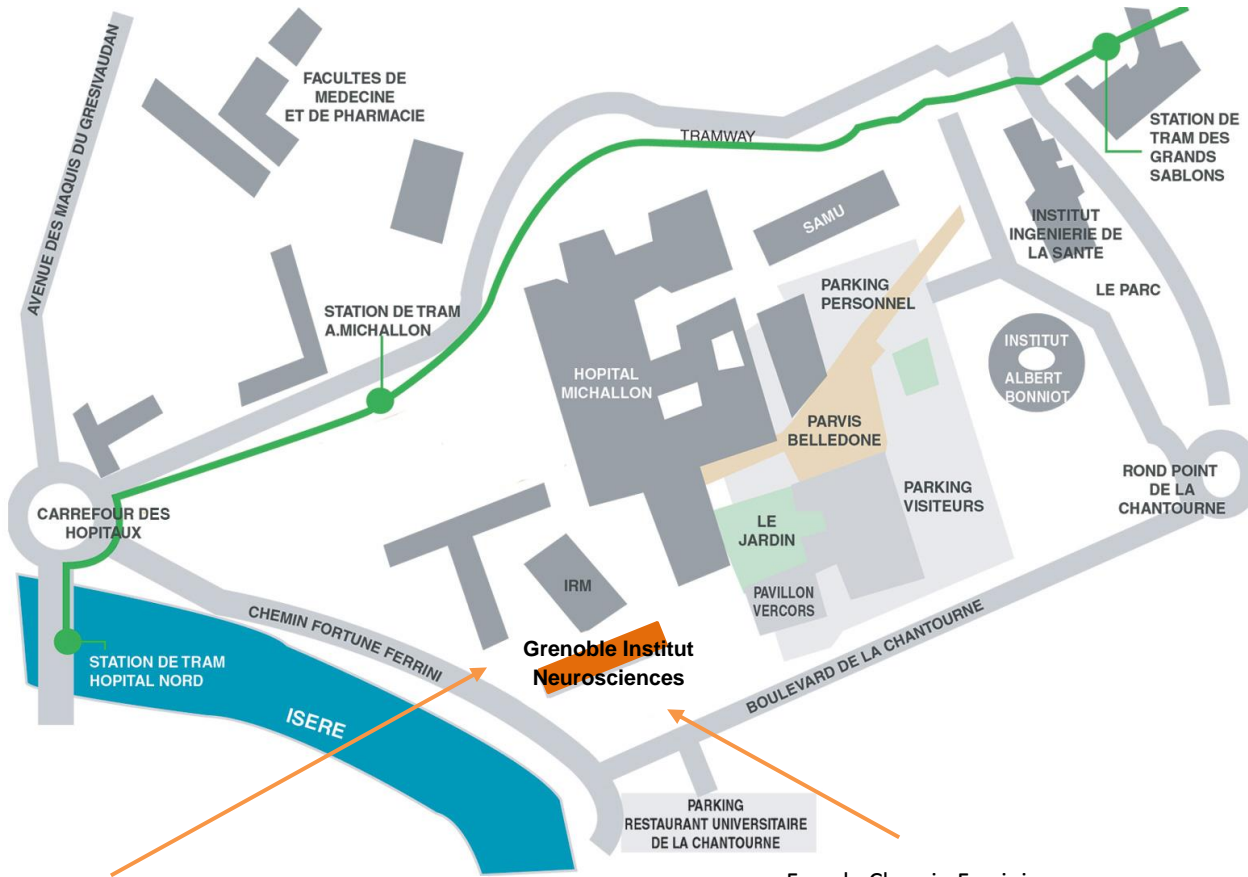 FACULTES DE
MEDECINE
ET DE PHARMACIE
AVENUE DES MAQUIS DU GRESIVAUDAN
TRAMWAY
STATION DE
TRAM DES
GRANDS
SABLONS
SAMU
INSTITUT
INGENIERIE DE
LA SANTE
PARKING
PERSONNEL
LE PARC
STATION DE TRAM
A.MICHALLON
HOPITAL
MICHALLON
INSTITUT
ALBERT
BONNIOT
PARVIS
BELLEDONE
ROND POINT
DE LA
CHANTOURNE
PARKING
VISITEURS
CARREFOUR DES
HOPITAUX
LE
JARDIN
IRM
PAVILLON
VERCORS
CHEMIN FORTUNE FERRINI
Grenoble Institut
Neurosciences
BOULEVARD DE LA CHANTOURNE
STATION DE TRAM
HOPITAL NORD
ISERE
PARKING
RESTAURANT UNIVERSITAIRE
DE LA CHANTOURNE